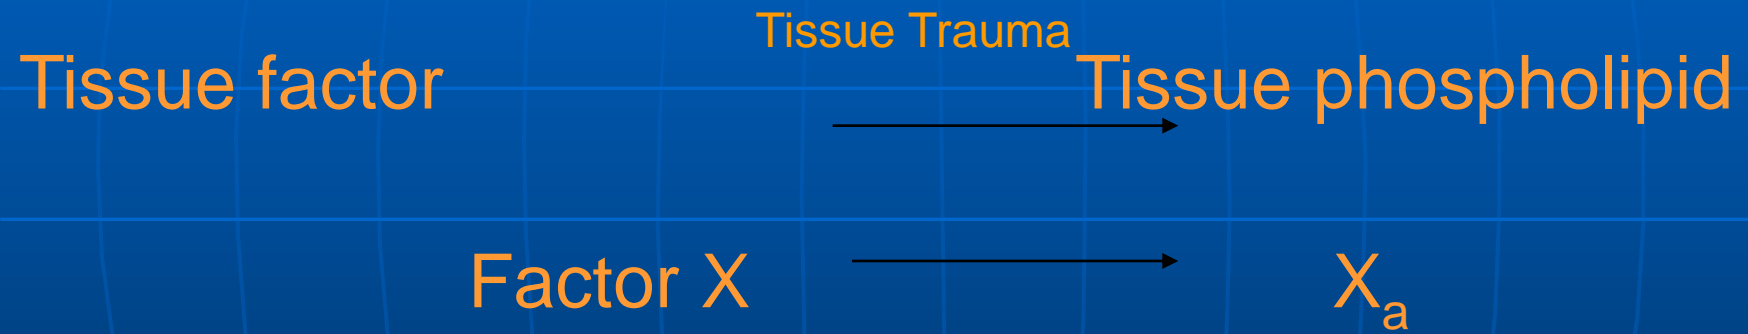 Tissue Trauma
Tissue factor Tissue phospholipid
Factor X Xa